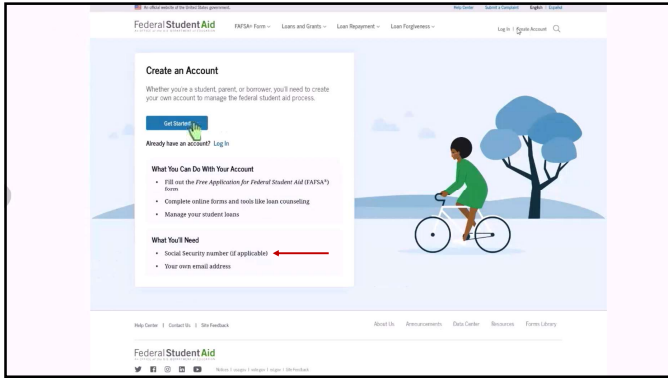 An official website of the United States government.
Help Center Submit a Complaint English | Español
Federal Student Aid
FAFSA® Form Loans and Grants Loan Repayment Loan Forgiveness
Log In | Create Account
Create an Account
Whether you're a student, parent, or borrower, you'll need to create
your own account to manage the federal student aid process.
Get Started
Already have an account? Log In
What You Can Do With Your Account
• Fill out the Free Application for Federal Student Aid (FAFSA®)
form
• Complete online forms and tools like loan counseling
• Manage your student loans
What You'll Need
• Social Security number (if applicable)
• Your own email address
Help Center | Contact Us | Site Feedback
About Us Announcements Data Center Resources Forms Library
Federal Student Aid